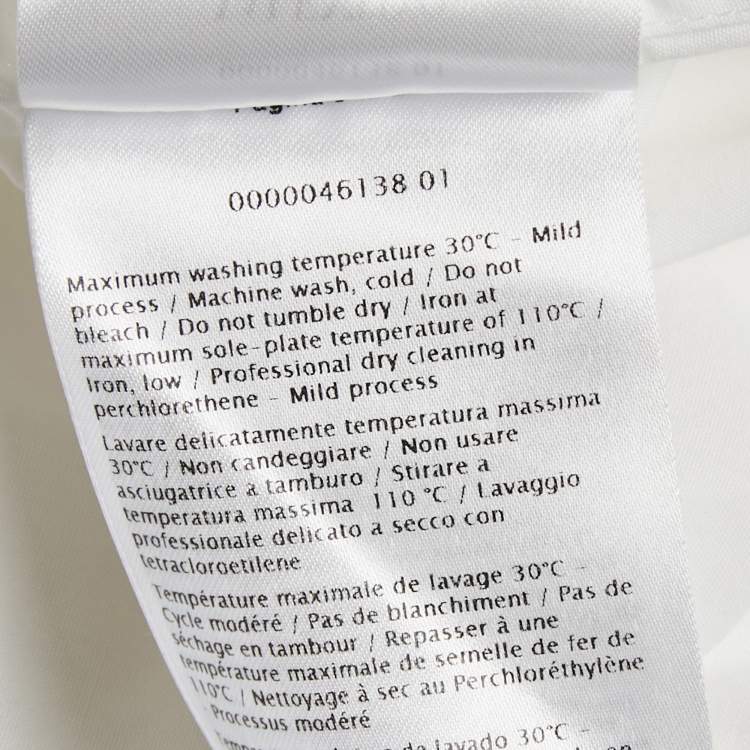 0000046138 01
Maximum washing temperature 30°C - Mild
process / Machine wash, cold / Do not
bleach / Do not tumble dry / Iron at
maximum sole-plate temperature of 110°C /
Iron, low / Professional dry cleaning in
perchlorethene - Mild process
Lavare delicatamente temperatura massima
30°C / Non candeggiare / Non usare
asciugatrice a tamburo / Stirare a
temperatura massima 110 °C / Lavaggio
professionale delicato a secco con
tetracloroetilene
Température maximale de lavage 30°C -
Cycle modéré / Pas de blanchiment / Pas de
séchage en tambour / Repasser à une
température maximale de semelle de fer de
110°C / Nettoyage à sec au Perchloréthylène
- Processus modéré
lavado 30°C -